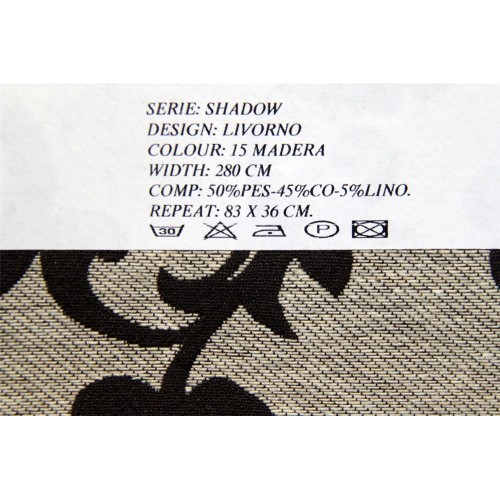 SERIE: SHADOW
DESIGN: LIVORNO
COLOUR: 15 MADERA
WIDTH: 280 CM
COMP: 50%PES-45%CO-5%LINO.
REPEAT: 83 X 36 CM.
30 P